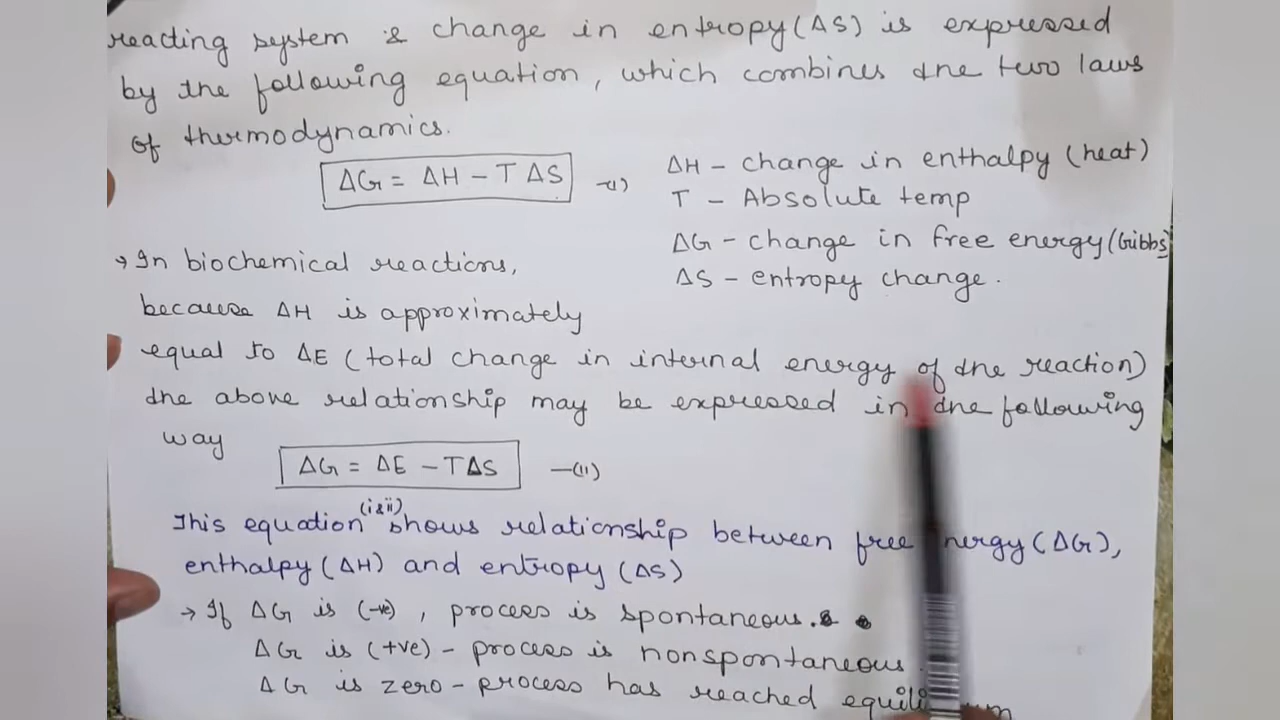 reacting system & change in entropy (ΔS) is expressed
by the following equation, which combines the two laws
of thermodynamics.
ΔG = ΔH - T ΔS -(1)
ΔH - change in enthalpy (heat)
T - Absolute temp
ΔG - change in free energy (Gibbs
ΔS - entropy change.
→ In biochemical reactions,
because ΔH is approximately
equal to ΔE (total change in internal energy of the reaction)
the above relationship may be expressed in the following
way
ΔG = ΔE - TΔS -(11)
(i & ii)
This equation shows relationship between free nergy (ΔG),
enthalpy (ΔH) and entropy (ΔS)
→ If ΔG is (-ve), process is spontaneous.
ΔG is (+ve) - process is nonspontaneous.
ΔG is zero - process has reached